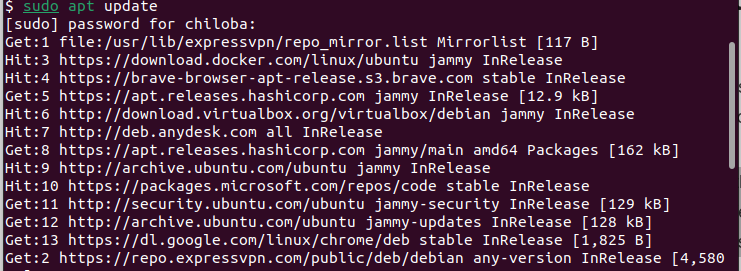 $ sudo apt update
[sudo] password for chiloba:
Get:1 file:/usr/lib/expressvpn/repo_mirror.list Mirrorlist [117 B]
Hit:3 https://download.docker.com/linux/ubuntu jammy InRelease
Hit:4 https://brave-browser-apt-release.s3.brave.com stable InRelease
Get:5 https://apt.releases.hashicorp.com jammy InRelease [12.9 kB]
Hit:6 http://download.virtualbox.org/virtualbox/debian jammy InRelease
Hit:7 http://deb.anydesk.com all InRelease
Get:8 https://apt.releases.hashicorp.com jammy/main amd64 Packages [162 kB]
Hit:9 http://archive.ubuntu.com/ubuntu jammy InRelease
Hit:10 https://packages.microsoft.com/repos/code stable InRelease
Get:11 http://security.ubuntu.com/ubuntu jammy-security InRelease [129 kB]
Get:12 http://archive.ubuntu.com/ubuntu jammy-updates InRelease [128 kB]
Get:13 https://dl.google.com/linux/chrome/deb stable InRelease [1,825 B]
Get:2 https://repo.expressvpn.com/public/deb/debian any-version InRelease [4,580